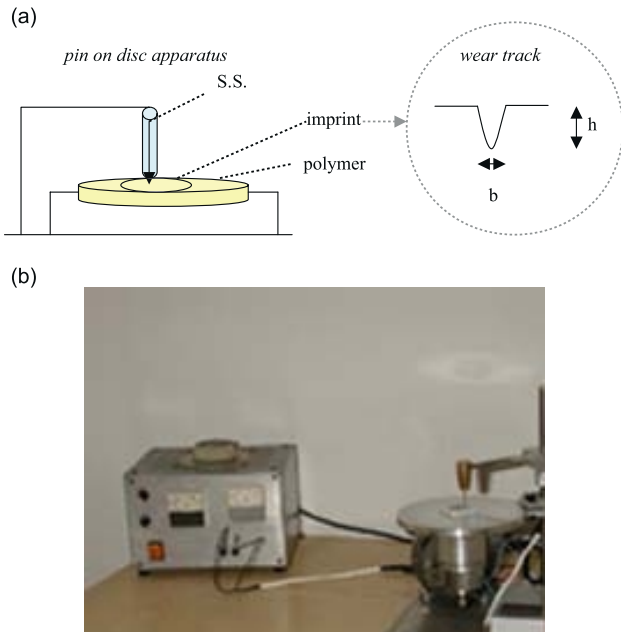 (a)
pin on disc apparatus
S.S.
imprint
polymer
wear track
h
b
(b)